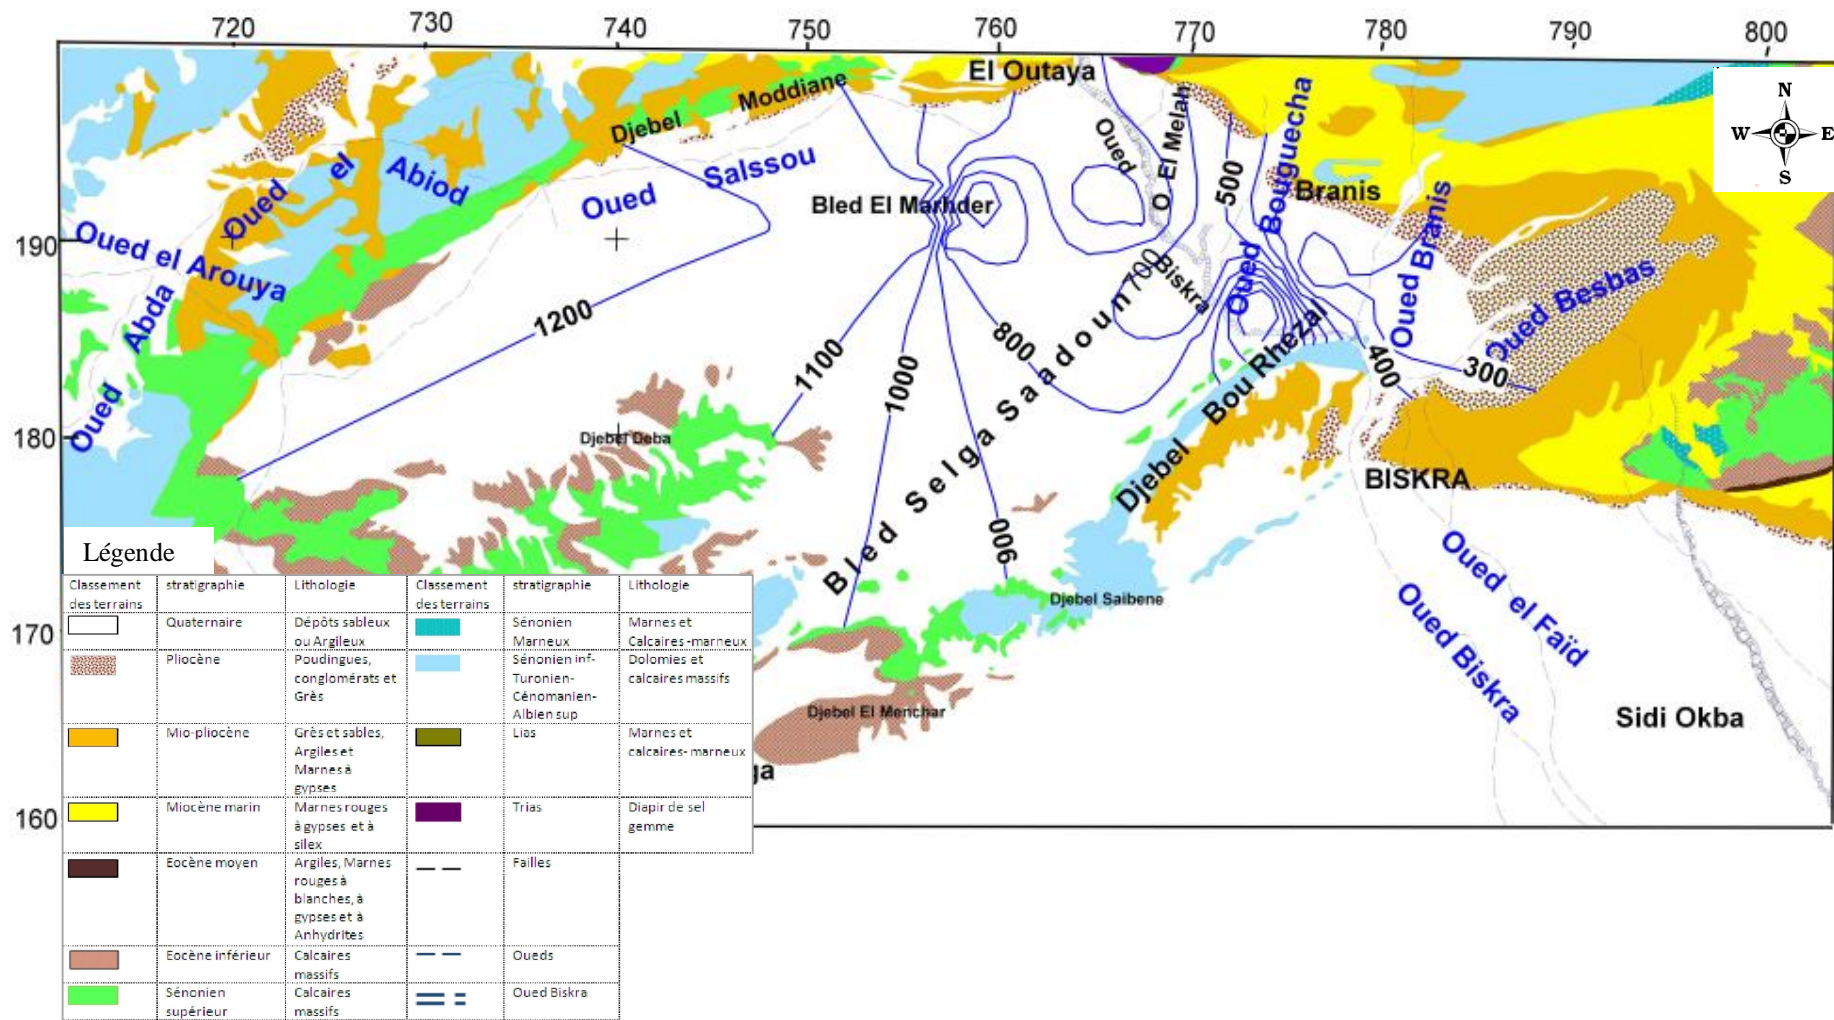 720 730 740 750 760 770 780 790 800
El Outaya
N
W E
S
Djebel Moddiane
Oued
O El Melah
500
Oued Bouguecha
Branis
Oued el Abiod
Oued Salssou
Bled El Marhder
Oued Branis
190
Oued el Arouya
700
Biskra
Oued Besbas
Oued Abda
1200
1100
1000
800
Bled Selga Saadoun
Djebel Bou Rhezal
400
300
180
Djebel Deba
BISKRA
900
Oued el Faïd
Oued Biskra
Djebel Saibene
170
Djebel El Menchar
Sidi Okba
ga
160
Légende
Classement des terrains
stratigraphie
Lithologie
Classement des terrains
stratigraphie
Lithologie
Quaternaire
Dépôts sableux
ou Argileux
Sénonien
Marneux
Marnes et
Calcaires -marneux
Pliocène
Poudingues,
conglomérats et
Grès
Sénonien inf-
Turonien-
Cénomanien-
Albien sup
Dolomies et
calcaires massifs
Mio-pliocène
Grès et sables,
Argiles et
Marnes à
gypses
Lias
Marnes et
calcaires- marneux
Miocène marin
Marnes rouges
à gypses et à
silex
Trias
Diapir de sel
gemme
Eocène moyen
Argiles, Marnes
rouges à
blanches, à
gypses et à
Anhydrites
Failles
Eocène inférieur
Calcaires
massifs
Oueds
Sénonien
supérieur
Calcaires
massifs
Oued Biskra